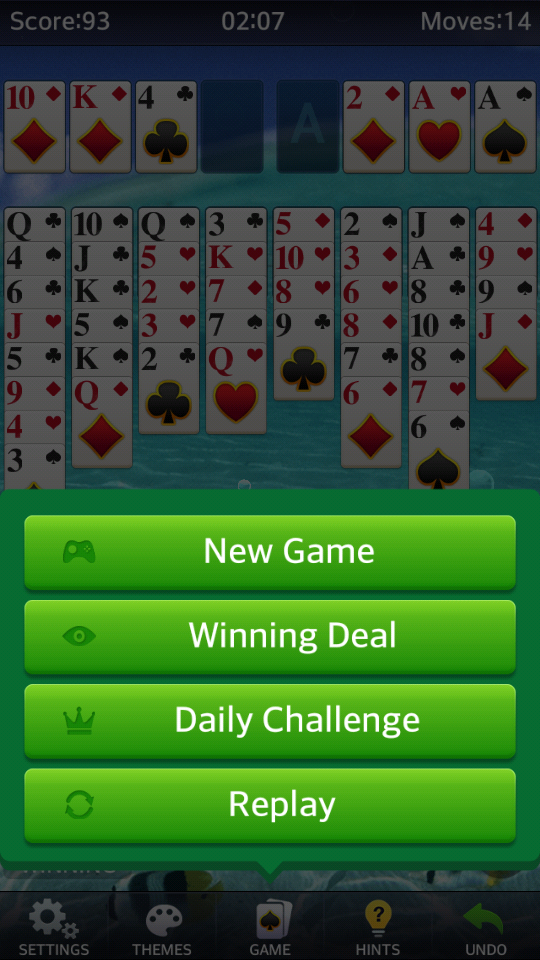 Score:93 02:07 Moves:14
10 K 4 A 2 A A
Q 10 Q 3 5 2 J 4
4 J 5 K 10 3 A 9
6 K 2 7 8 6 8 9
J 5 3 7 9 8 10 J
5 K 2 Q 7 8
9 Q 6 7
4 6
3
New Game
Winning Deal
Daily Challenge
Replay
WINNING
SETTINGS THEMES GAME HINTS UNDO